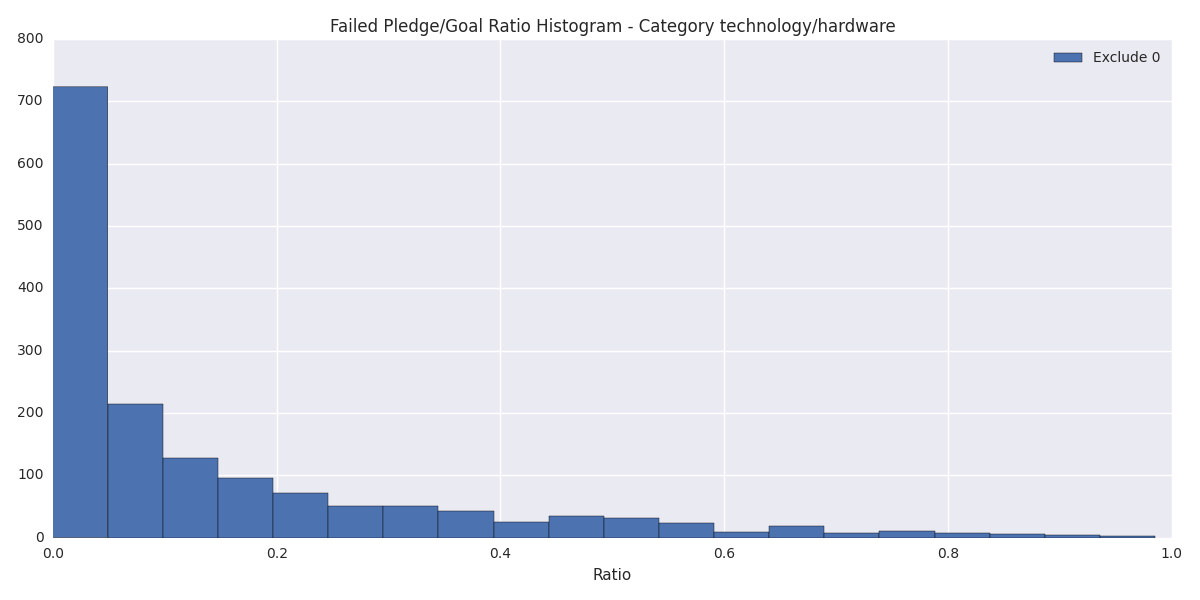 Failed Pledge/Goal Ratio Histogram - Category technology/hardware
Exclude 0
800
700
600
500
400
300
200
100
0
0.0 0.2 0.4 0.6 0.8 1.0
Ratio